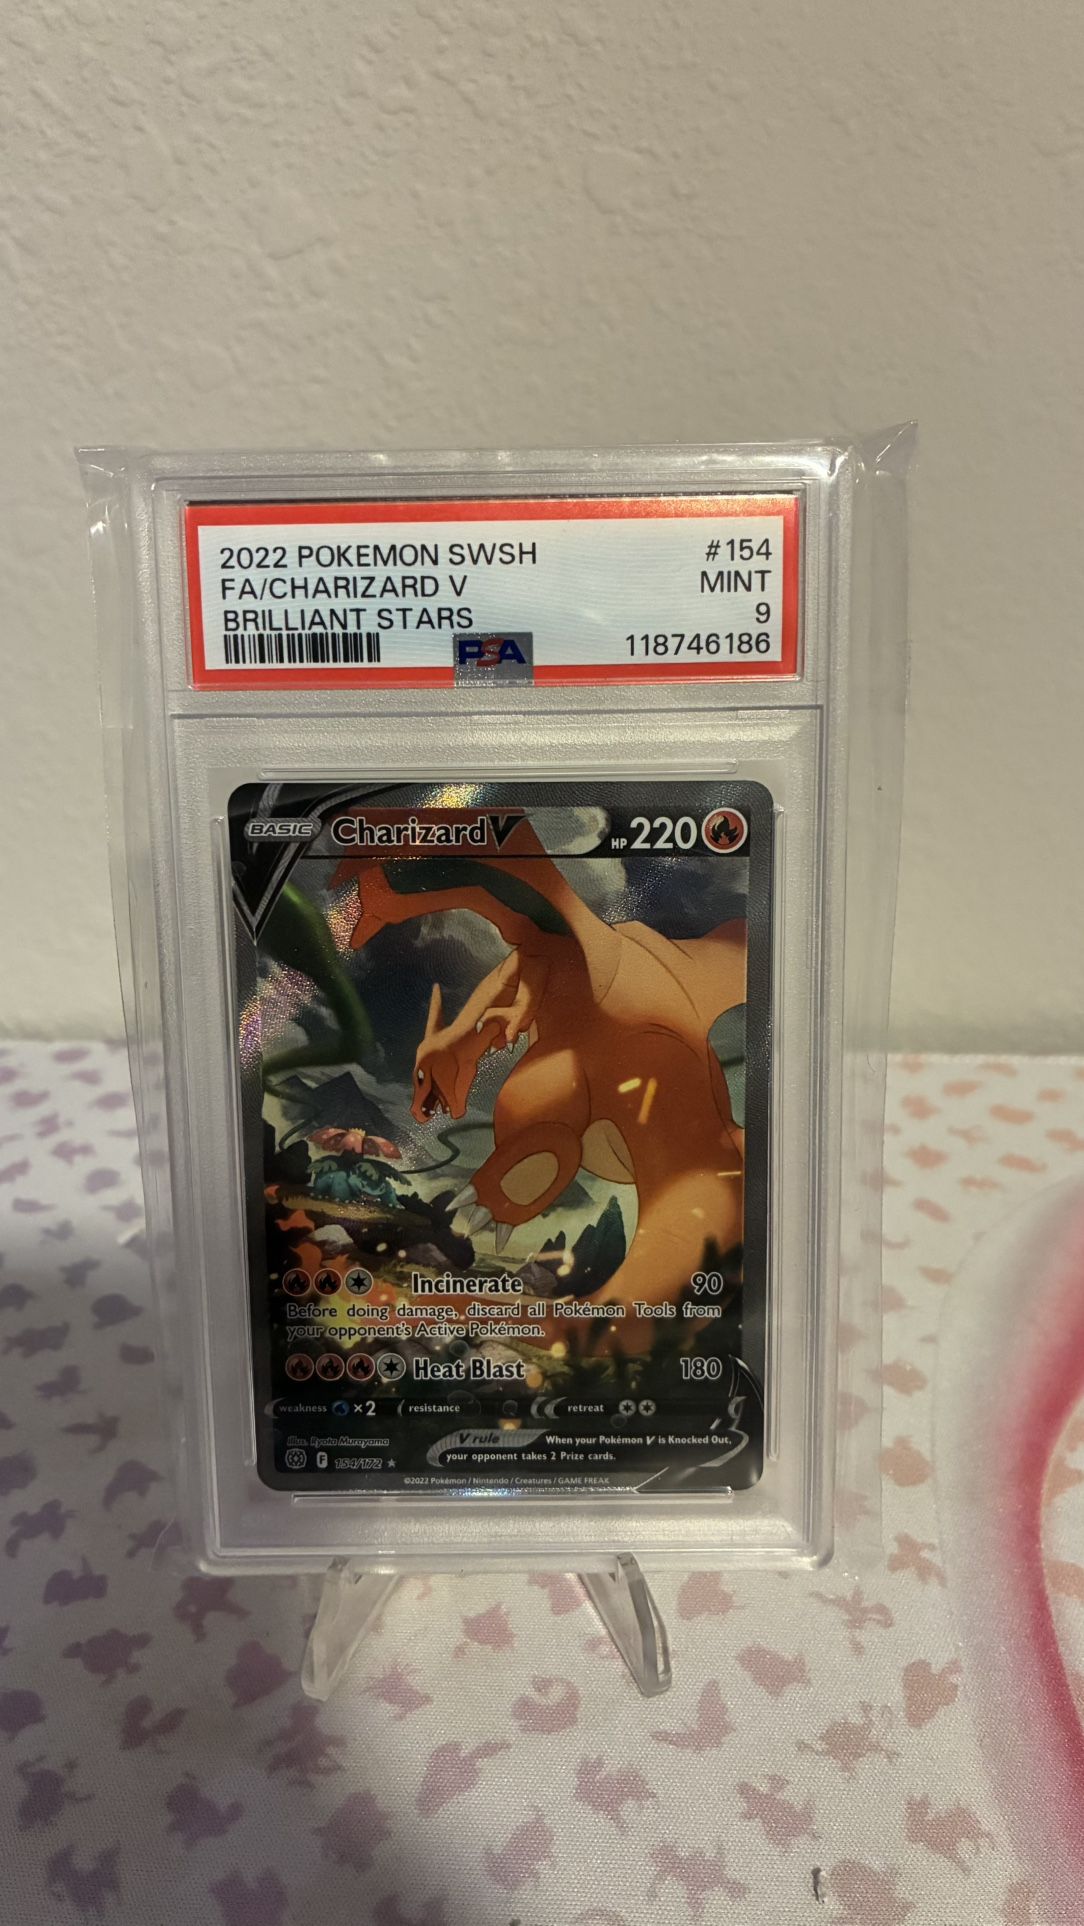 2022 POKEMON SWSH #154
FA/CHARIZARD V MINT
BRILLIANT STARS 9
PSA 118746186
BASIC Charizard V HP 220
Incinerate 90
Before doing damage, discard all Pokémon Tools from
your opponent's Active Pokémon.
Heat Blast 180
weakness ×2 resistance retreat
Illus. Ryota Murayama
V rule When your Pokémon V is Knocked Out,
your opponent takes 2 Prize cards.
F 154/172
©2022 Pokémon / Nintendo / Creatures / GAME FREAK